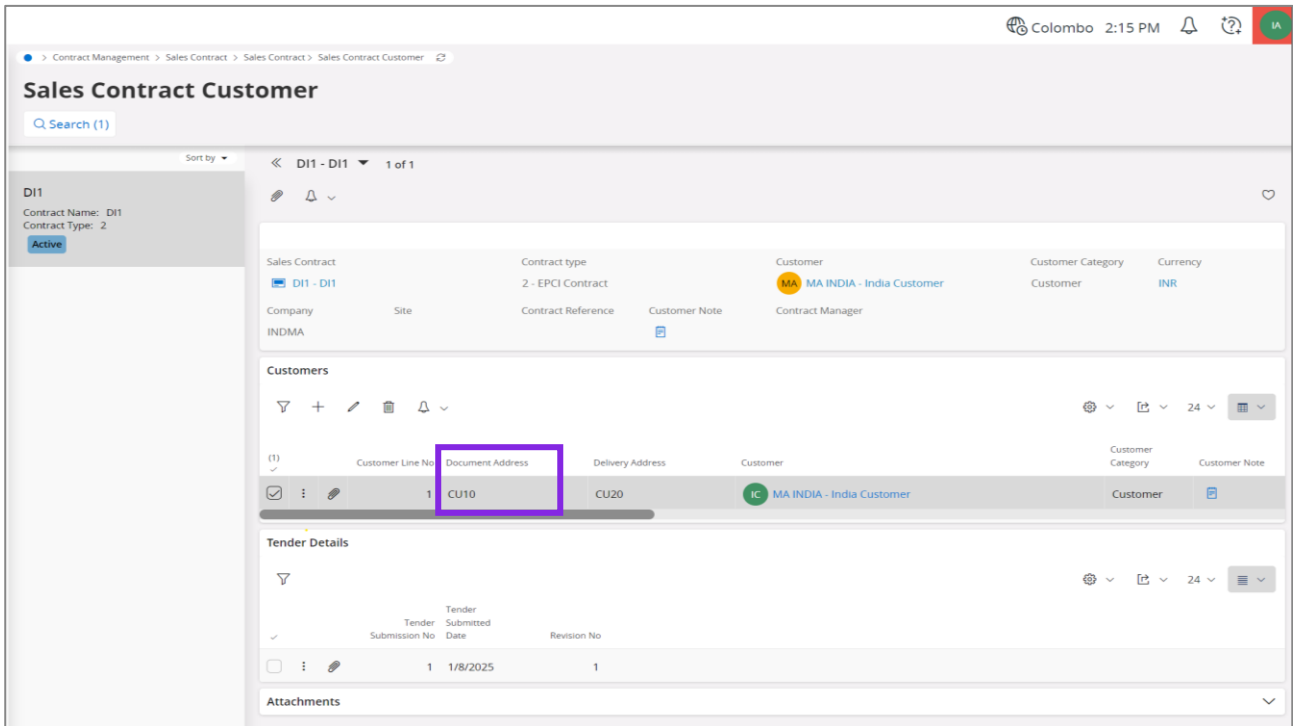 Colombo 2:15 PM
IA
> Contract Management > Sales Contract > Sales Contract > Sales Contract Customer
Sales Contract Customer
Search (1)
Sort by
DI1 - DI1 1 of 1
DI1
Contract Name: DI1
Contract Type: 2
Active
Sales Contract Contract type Customer Customer Category Currency
DI1 - DI1 2 - EPCI Contract MA MA INDIA - India Customer Customer INR
Company Site Contract Reference Customer Note Contract Manager
INDMA
Customers
24
(1) Customer Line No Document Address Delivery Address Customer Customer Category Customer Note
1 CU10 CU20 IC MA INDIA - India Customer Customer
Tender Details
24
Tender Submission No Tender Submitted Date Revision No
1 1/8/2025 1
Attachments